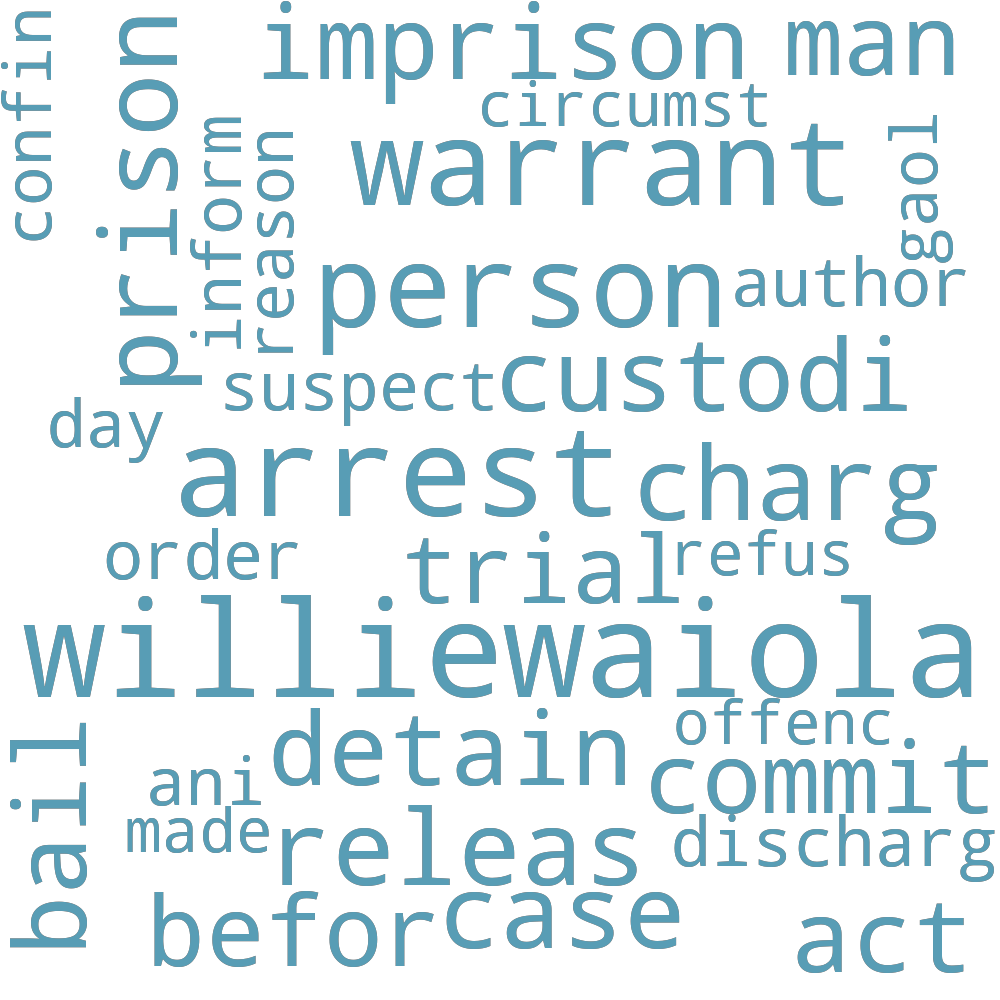 confin
prison
imprison
man
circumst
inform
reason
warrant
gaol
person
author
suspect
custodi
day
arrest
charg
order
trial
refus
williewaiola
bail
detain
offenc
ani
commit
made
releas
discharg
befor
case
act